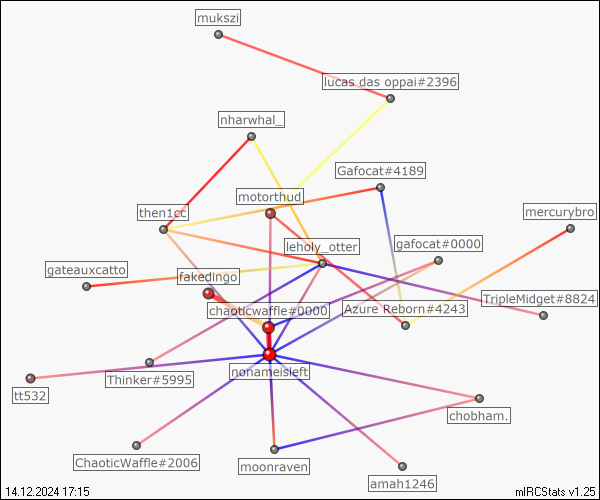 mukszi
lucas das oppai#2396
nharwhal_
Gafocat#4189
motorthud
then1cc
mercurybro
leholy_otter
gafocat#0000
gateauxcatto
fakedingo
TripleMidget#8824
chaoticwaffle#0000
Azure Reborn#4243
nonameisleft
Thinker#5995
tt532
chobham.
ChaoticWaffle#2006
moonraven
amah1246
14.12.2024 17:15
mIRCStats v1.25